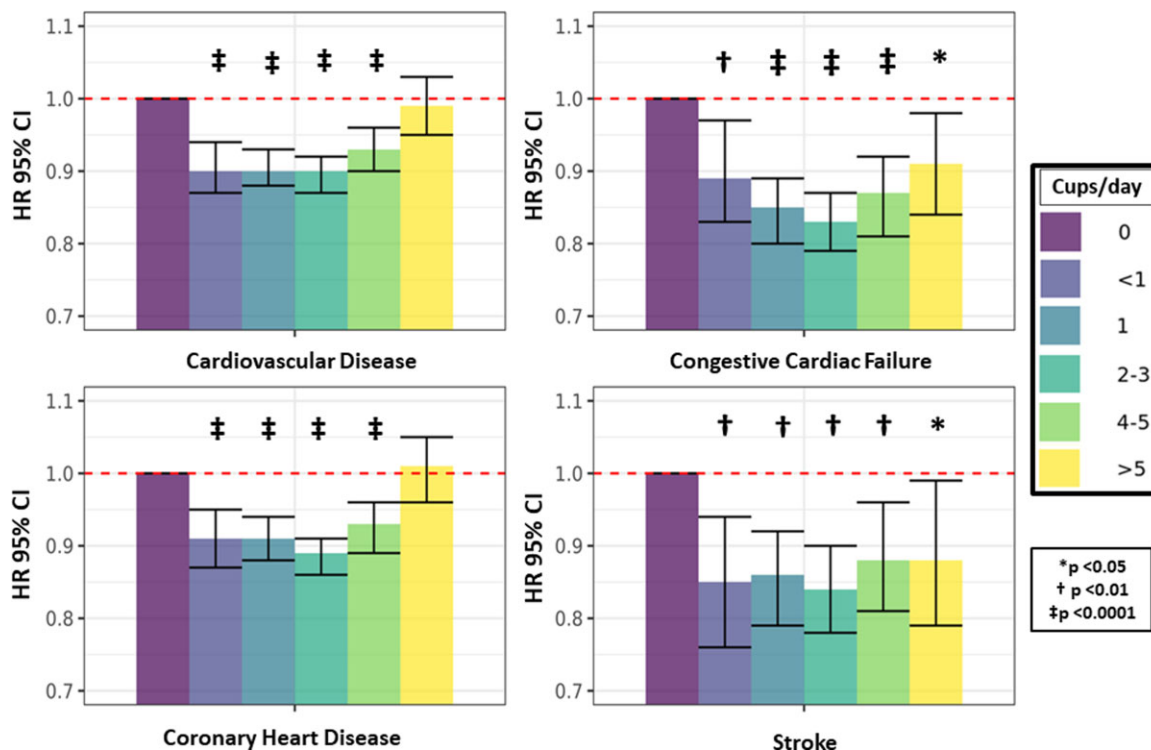 HR 95% CI
1.1
1.0
0.9
0.8
0.7
‡ ‡ ‡ ‡
Cardiovascular Disease
HR 95% CI
1.1
1.0
0.9
0.8
0.7
† ‡ ‡ ‡ *
Congestive Cardiac Failure
HR 95% CI
1.1
1.0
0.9
0.8
0.7
‡ ‡ ‡ ‡
Coronary Heart Disease
HR 95% CI
1.1
1.0
0.9
0.8
0.7
† † † † *
Stroke
Cups/day
0
<1
1
2-3
4-5
>5
*p <0.05
† p <0.01
‡p <0.0001